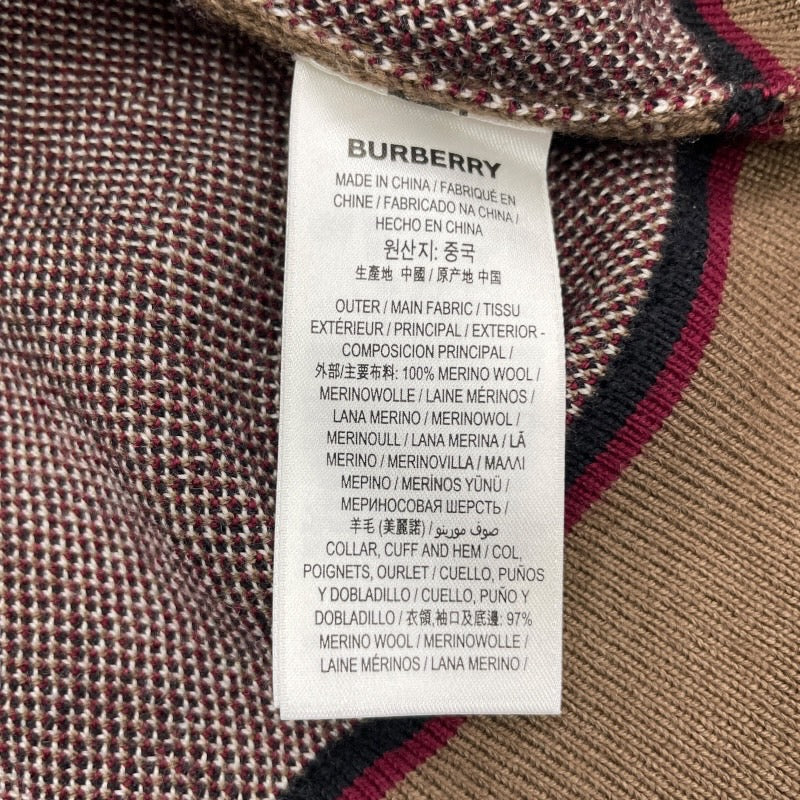 BURBERRY
MADE IN CHINA / FABRIQUÉ EN
CHINE / FABRICADO NA CHINA /
HECHO EN CHINA
원산지: 중국
生產地 中國 / 原产地 中国
OUTER / MAIN FABRIC / TISSU
EXTÉRIEUR / PRINCIPAL / EXTERIOR -
COMPOSICION PRINCIPAL /
外部/主要布料: 100% MERINO WOOL /
MERINOWOLLE / LAINE MÉRINOS /
LANA MERINO / MERINOWOL /
MERINOULL / LANA MERINA / LÃ
MERINO / MERINOVILLA / ΜΑΛΛΙ
ΜΕΡΙΝΟ / MERİNOS YÜNÜ /
МЕРИНОСОВАЯ ШЕРСТЬ /
羊毛 (美麗諾) / صوف مورينو /
COLLAR, CUFF AND HEM / COL,
POIGNETS, OURLET / CUELLO, PUÑOS
Y DOBLADILLO / CUELLO, PUÑO Y
DOBLADILLO / 衣領,袖口及底邊: 97%
MERINO WOOL / MERINOWOLLE /
LAINE MÉRINOS / LANA MERINO /